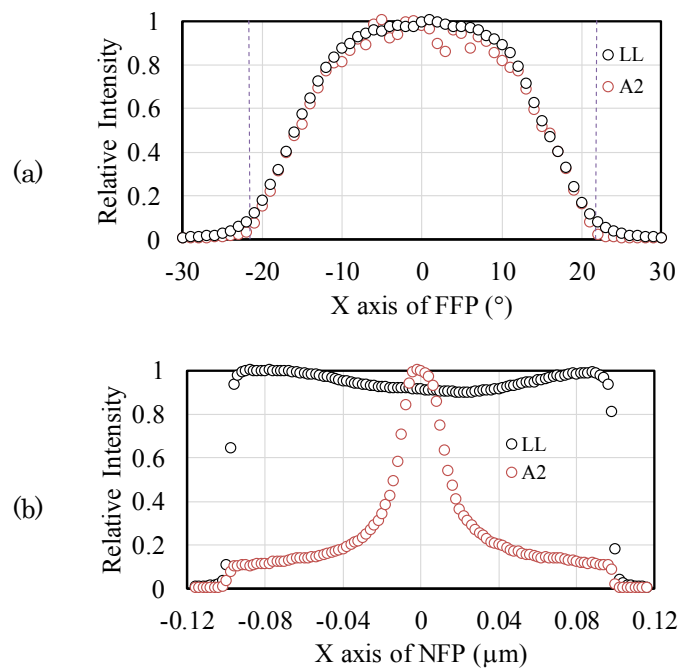 (a)
Relative Intensity
1
0.8
0.6
0.4
0.2
0
LL
A2
-30 -20 -10 0 10 20 30
X axis of FFP (°)
(b)
Relative Intensity
1
0.8
0.6
0.4
0.2
0
LL
A2
-0.12 -0.08 -0.04 0 0.04 0.08 0.12
X axis of NFP (μm)